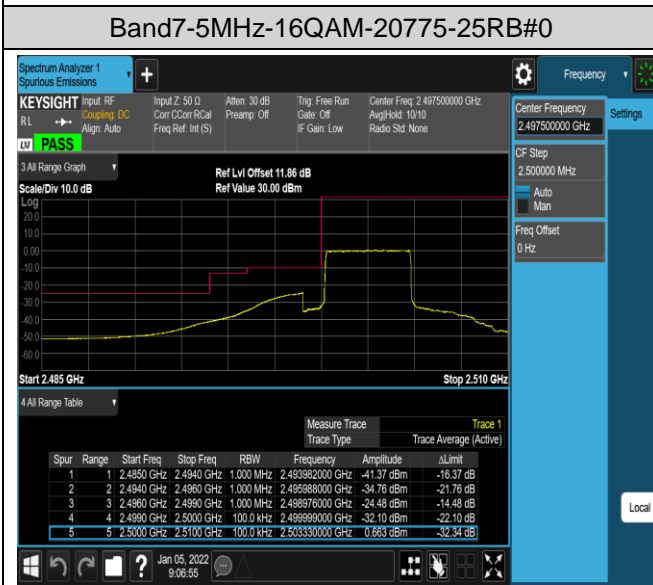 Band7-5MHz-16QAM-20775-25RB#0
Spectrum Analyzer 1
Spurious Emissions
Frequency
KEYSIGHT
RL
LXI
PASS
Input: RF
Coupling: DC
Align: Auto
Input Z: 50 Ω
Corr CCorr RCal
Freq Ref: Int (S)
Atten: 30 dB
Preamp: Off
Trig: Free Run
Gate: Off
IF Gain: Low
Center Freq: 2.497500000 GHz
Avg|Hold: 10/10
Radio Std: None
Center Frequency
2.497500000 GHz
Settings
CF Step
2.500000 MHz
Auto
Man
Freq Offset
0 Hz
3 All Range Graph
Ref Lvl Offset 11.86 dB
Scale/Div 10.0 dB
Ref Value 30.00 dBm
Log
20.0
10.0
0.00
-10.0
-20.0
-30.0
-40.0
-50.0
-60.0
Start 2.485 GHz
Stop 2.510 GHz
4 All Range Table
Measure Trace Trace 1
Trace Type Trace Average (Active)
Spur Range Start Freq Stop Freq RBW Frequency Amplitude ΔLimit
1 1 2.4850 GHz 2.4940 GHz 1.000 MHz 2.493982000 GHz -41.37 dBm -16.37 dB
2 2 2.4940 GHz 2.4960 GHz 1.000 MHz 2.495988000 GHz -34.76 dBm -21.76 dB
3 3 2.4960 GHz 2.4990 GHz 1.000 MHz 2.498976000 GHz -24.48 dBm -14.48 dB
4 4 2.4990 GHz 2.5000 GHz 100.0 kHz 2.499999000 GHz -32.10 dBm -22.10 dB
5 5 2.5000 GHz 2.5100 GHz 100.0 kHz 2.503330000 GHz 0.663 dBm -32.34 dB
Local
Jan 05, 2022
9:06:55